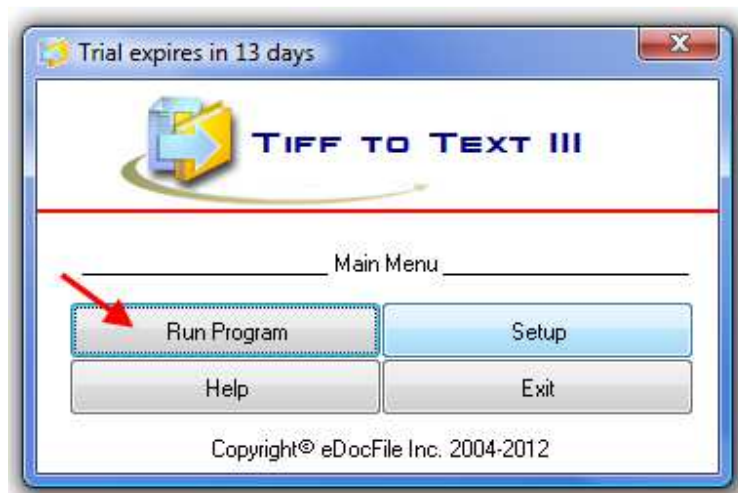 Trial expires in 13 days
TIFF TO TEXT III
Main Menu
Run Program
Setup
Help
Exit
Copyright© eDocFile Inc. 2004-2012